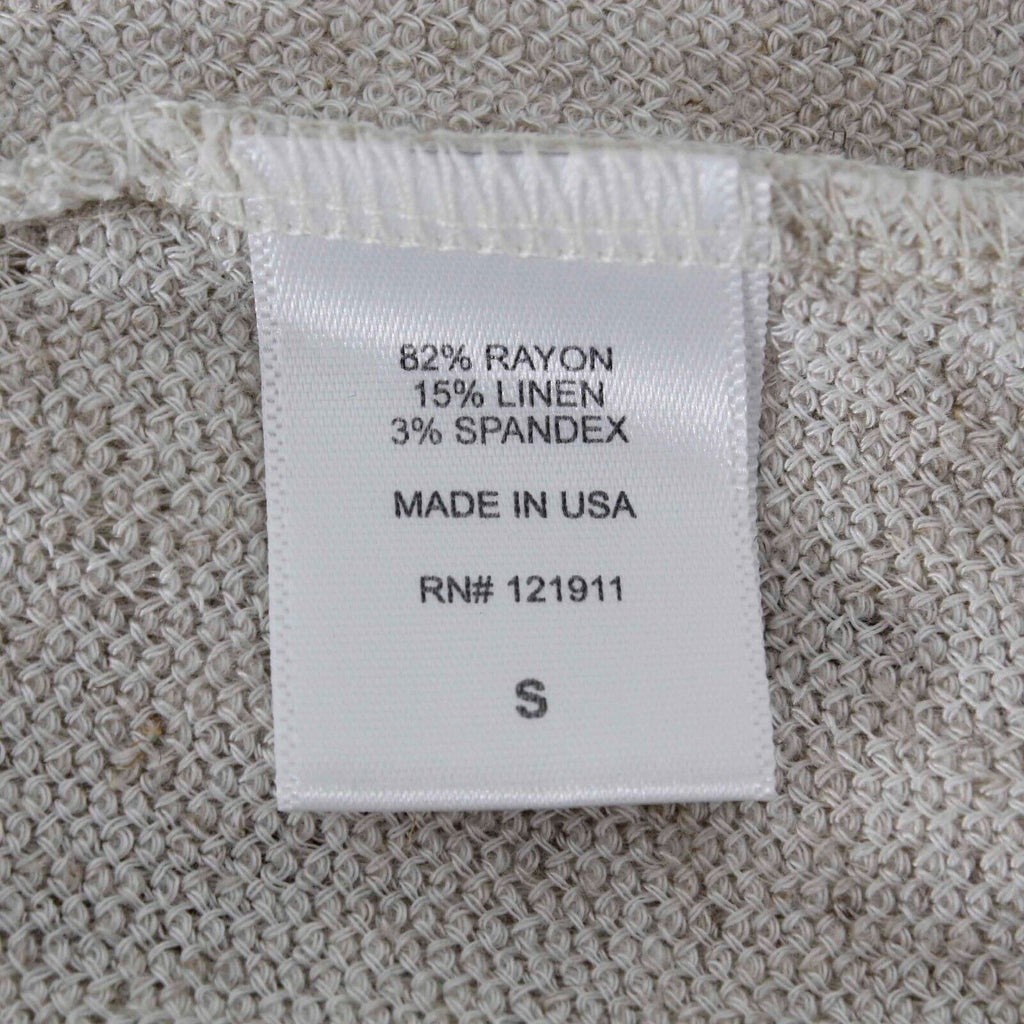 82% RAYON
15% LINEN
3% SPANDEX
MADE IN USA
RN# 121911
S